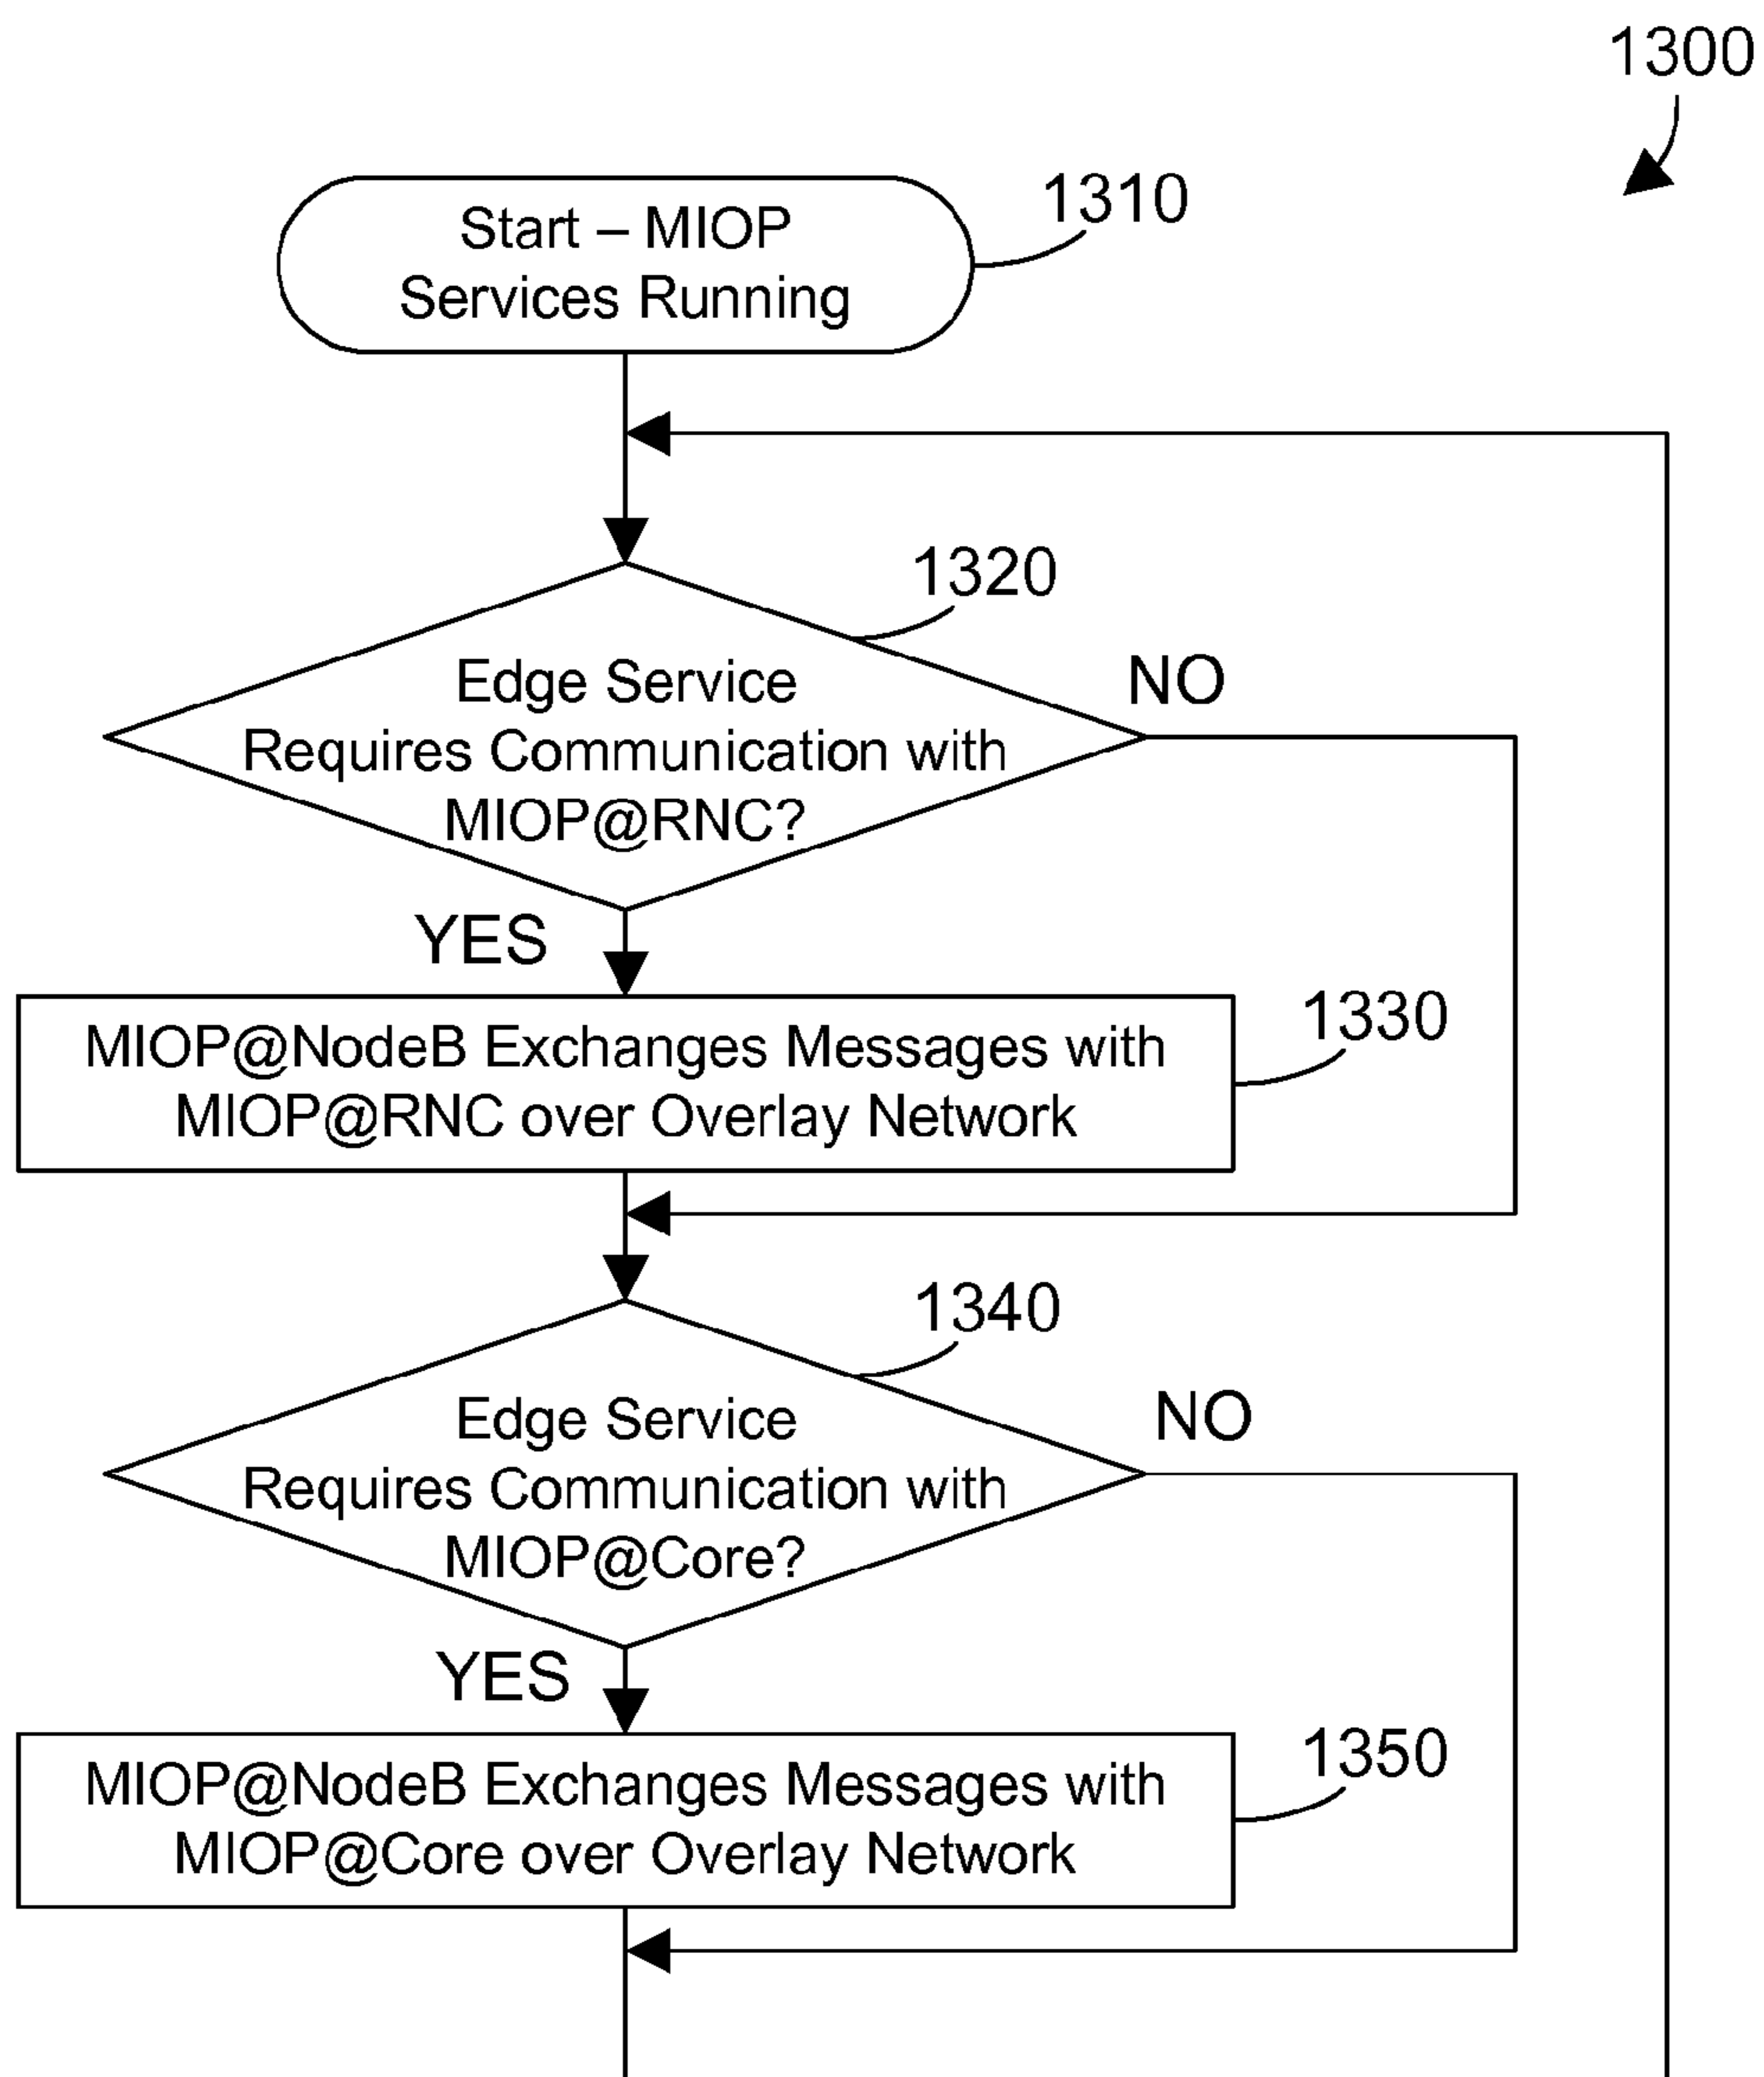 1300
1310
Start – MIOP
Services Running
1320
Edge Service
Requires Communication with
MIOP@RNC?
NO
YES
1330
MIOP@NodeB Exchanges Messages with
MIOP@RNC over Overlay Network
1340
Edge Service
Requires Communication with
MIOP@Core?
NO
YES
1350
MIOP@NodeB Exchanges Messages with
MIOP@Core over Overlay Network